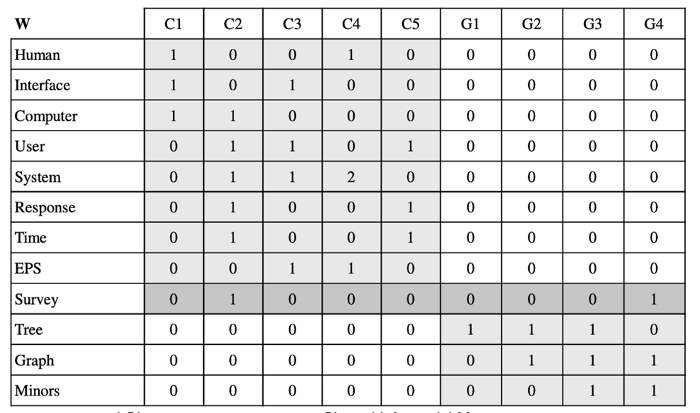 W C1 C2 C3 C4 C5 G1 G2 G3 G4
Human 1 0 0 1 0 0 0 0 0
Interface 1 0 1 0 0 0 0 0 0
Computer 1 1 0 0 0 0 0 0 0
User 0 1 1 0 1 0 0 0 0
System 0 1 1 2 0 0 0 0 0
Response 0 1 0 0 1 0 0 0 0
Time 0 1 0 0 1 0 0 0 0
EPS 0 0 1 1 0 0 0 0 0
Survey 0 1 0 0 0 0 0 0 1
Tree 0 0 0 0 0 1 1 1 0
Graph 0 0 0 0 0 0 1 1 1
Minors 0 0 0 0 0 0 0 1 1